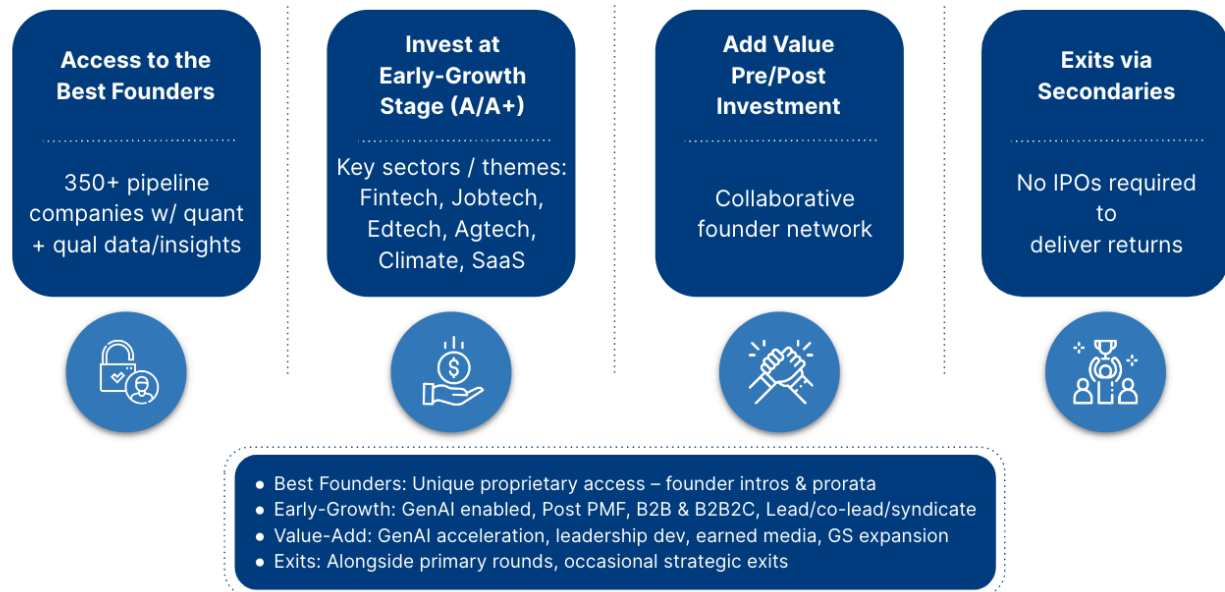 Access to the
Best Founders
350+ pipeline
companies w/ quant
+ qual data/insights
Invest at
Early-Growth
Stage (A/A+)
Key sectors / themes:
Fintech, Jobtech,
Edtech, Agtech,
Climate, SaaS
$
Add Value
Pre/Post
Investment
Collaborative
founder network
Exits via
Secondaries
No IPOs required
to
deliver returns
● Best Founders: Unique proprietary access – founder intros & prorata
● Early-Growth: GenAI enabled, Post PMF, B2B & B2B2C, Lead/co-lead/syndicate
● Value-Add: GenAI acceleration, leadership dev, earned media, GS expansion
● Exits: Alongside primary rounds, occasional strategic exits